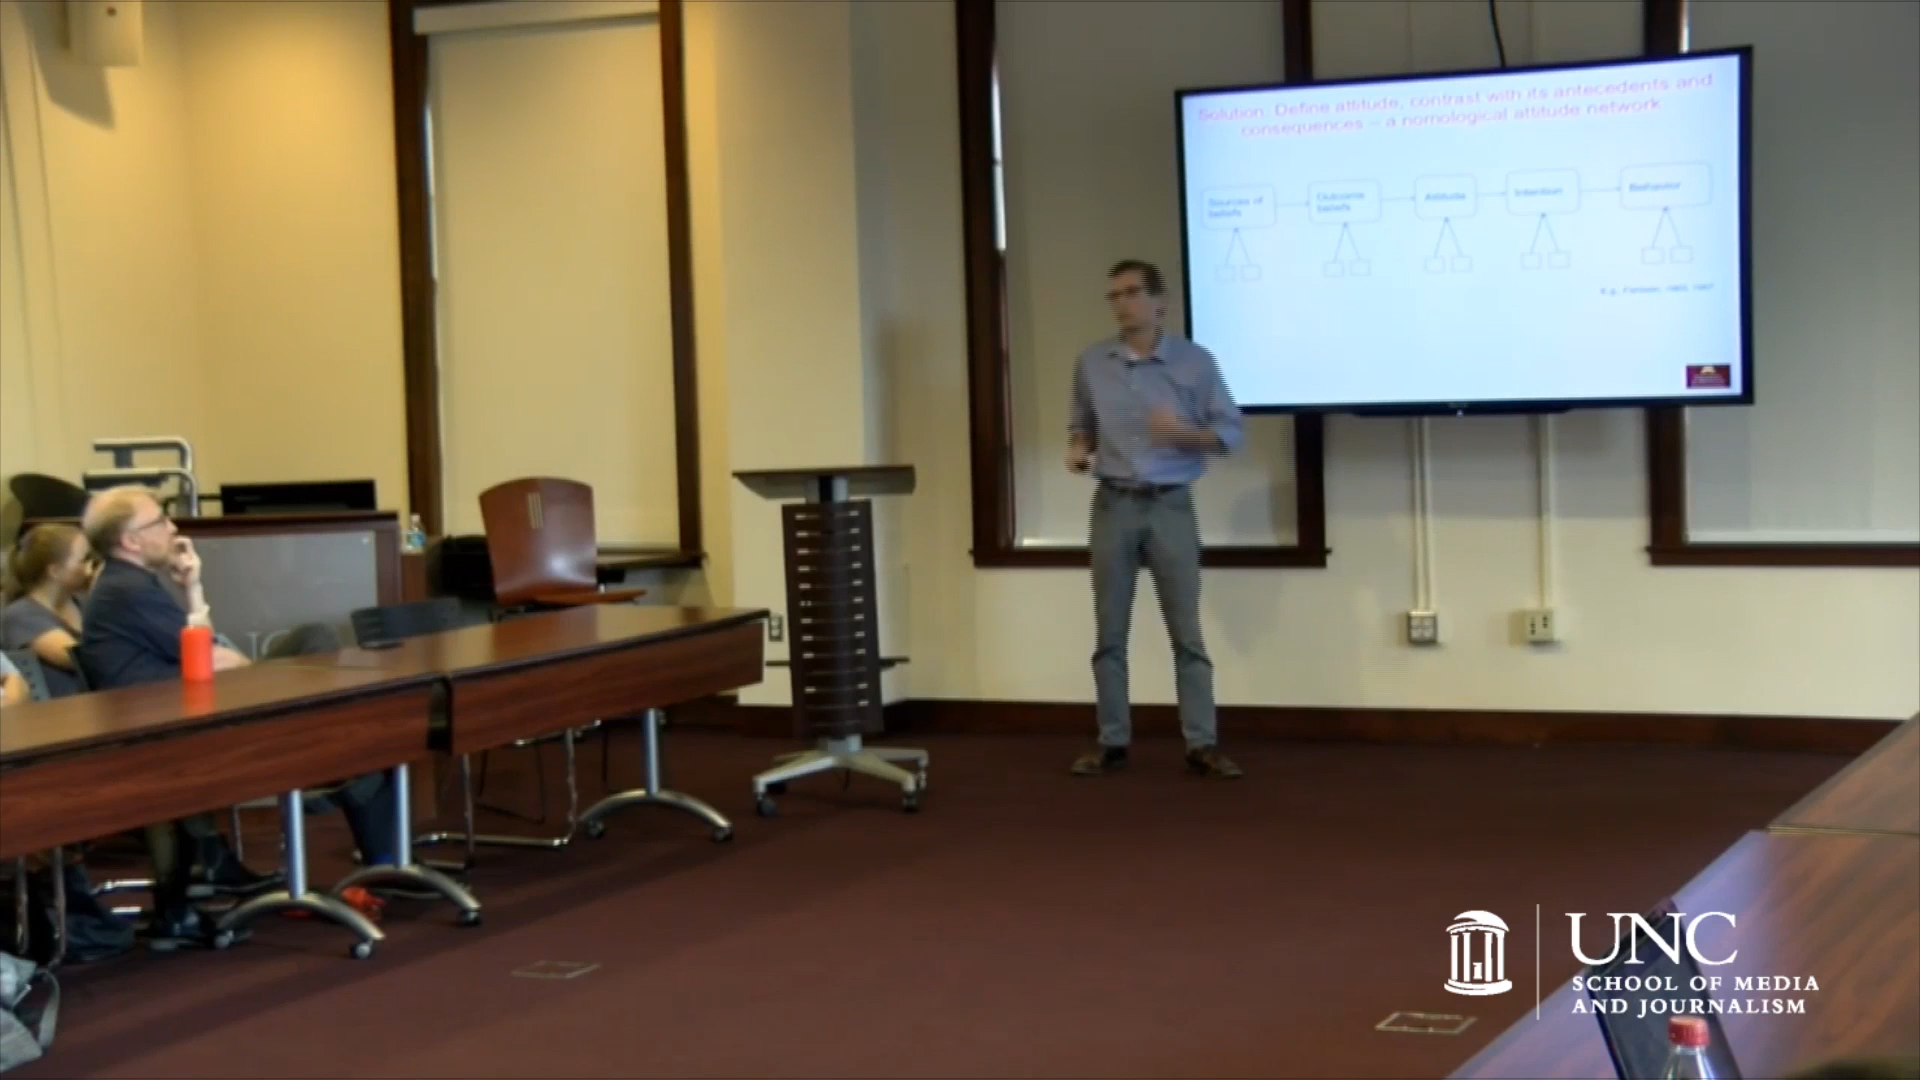 Solution: Define attitude, contrast with its antecedents and
consequences – a nomological attitude network
Sources of
beliefs
Outcome
beliefs
Attitude
Intention
Behaviour
UNC
SCHOOL OF MEDIA
AND JOURNALISM